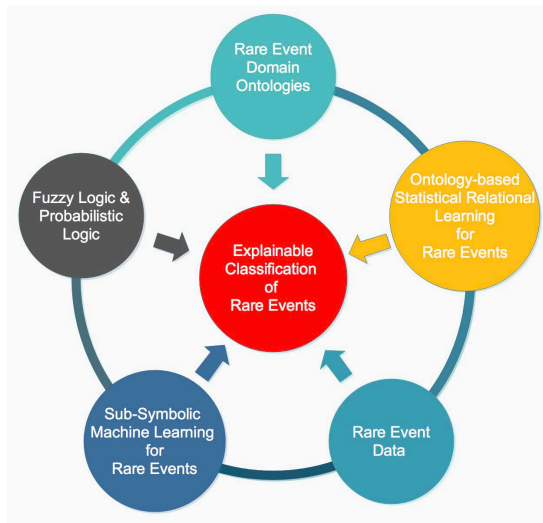 Rare Event
Domain
Ontologies
Fuzzy Logic &
Probabilistic
Logic
Ontology-based
Statistical Relational
Learning
for
Rare Events
Explainable
Classification
of
Rare Events
Sub-Symbolic
Machine Learning
for
Rare Events
Rare Event
Data